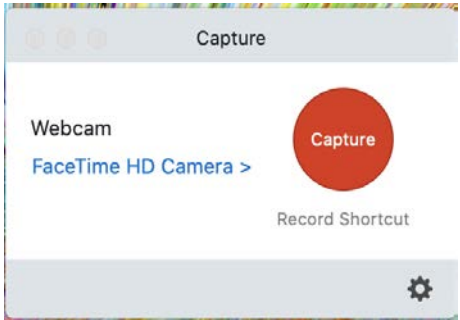 Capture
Webcam
Capture
FaceTime HD Camera >
Record Shortcut